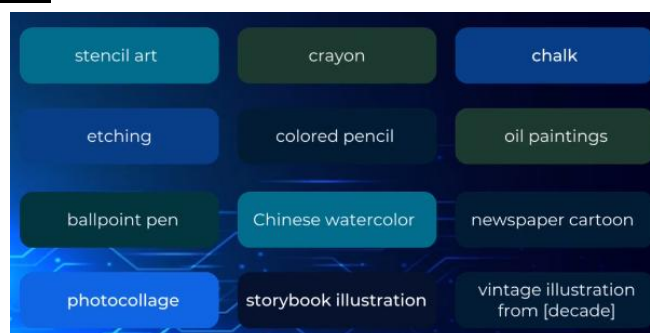 stencil art
crayon
chalk
etching
colored pencil
oil paintings
ballpoint pen
Chinese watercolor
newspaper cartoon
photocollage
storybook illustration
vintage illustration
from [decade]